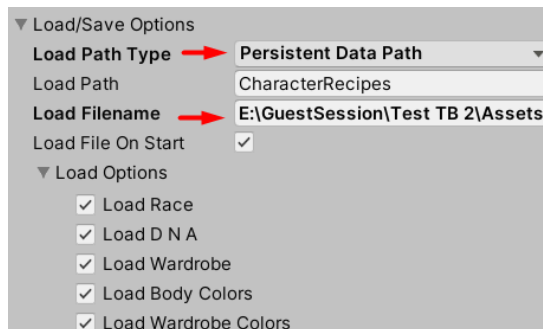 Load/Save Options
Load Path Type Persistent Data Path
Load Path CharacterRecipes
Load Filename E:\GuestSession\Test TB 2\Assets
Load File On Start
Load Options
Load Race
Load D N A
Load Wardrobe
Load Body Colors
Load Wardrobe Colors